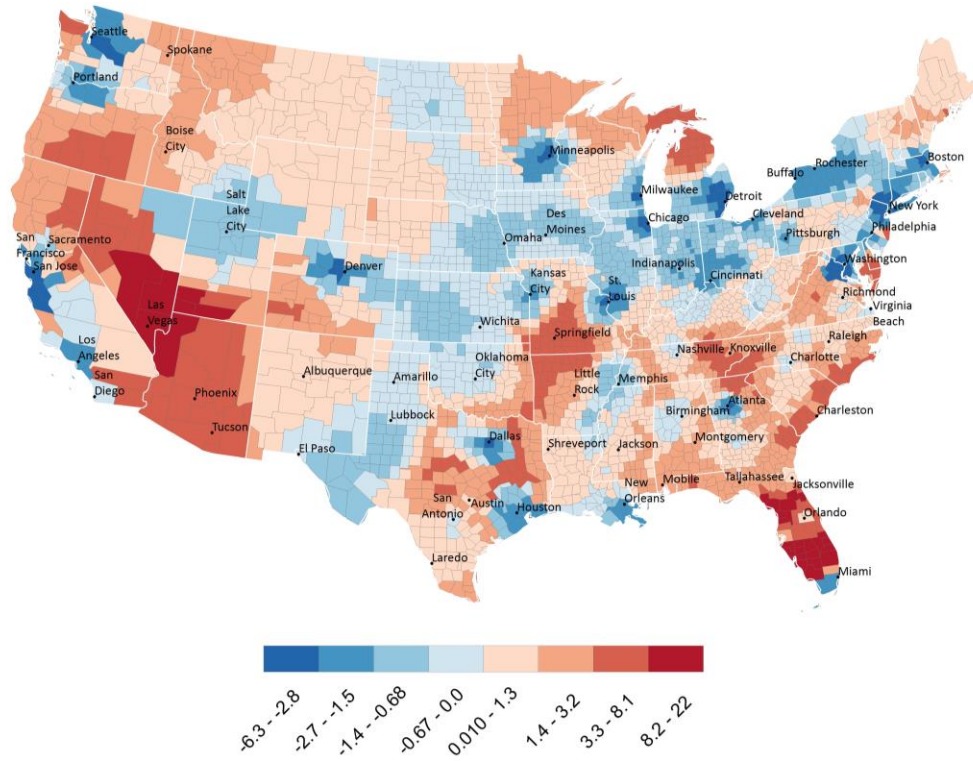 Seattle
Spokane
Portland
Boise
City
Minneapolis
Rochester
Buffalo
Boston
Milwaukee
Detroit
New York
Salt
Lake
City
Des
Moines
Chicago
Cleveland
Philadelphia
San
Francisco
Sacramento
San Jose
Omaha
Pittsburgh
Denver
Indianapolis
Washington
Kansas
City
St.
Louis
Cincinnati
Richmond
Virginia
Beach
Las
Vegas
Wichita
Springfield
Raleigh
Los
Angeles
Nashville
Knoxville
Charlotte
Oklahoma
City
Albuquerque
Amarillo
Little
Rock
Memphis
San
Diego
Phoenix
Atlanta
Birmingham
Charleston
Lubbock
Tucson
Dallas
Montgomery
El Paso
Shreveport
Jackson
New
Orleans
Mobile
Tallahassee
Jacksonville
San
Antonio
Austin
Houston
Orlando
Laredo
Miami
-6.3 - -2.8
-2.7 - -1.5
-1.4 - -0.68
-0.67 - 0.0
0.010 - 1.3
1.4 - 3.2
3.3 - 8.1
8.2 - 22